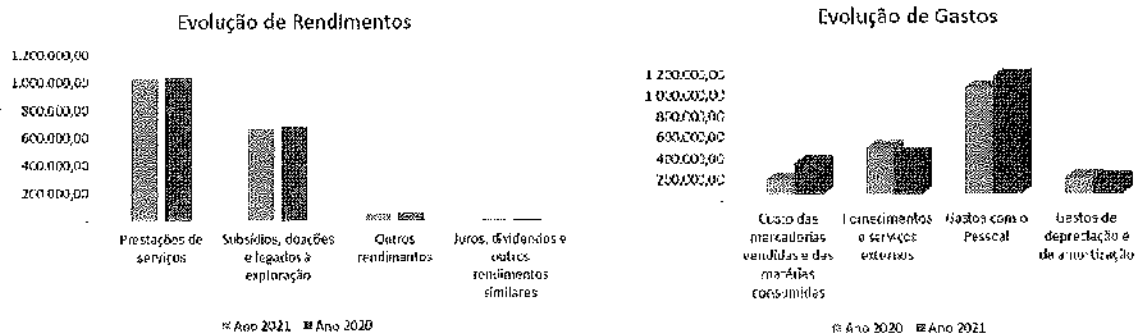 Evolução de Rendimentos
1.200.000,00
1.000.000,00
800.000,00
600.000,00
400.000,00
200.000,00
-
Prestações de
serviços
Subsídios, doações
e legados à
exploração
Outros
rendimentos
Juros, dividendos e
outros
rendimentos
similares
Ano 2021 Ano 2020
Evolução de Gastos
1 200.000,00
1 000.000,00
800.000,00
600.000,00
400.000,00
200.000,00
-
Custo das
mercadorias
vendidas e das
matérias
consumidas
Fornecimentos
e serviços
externos
Gastos com o
Pessoal
Gastos de
depreciação e
de amortização
Ano 2020 Ano 2021